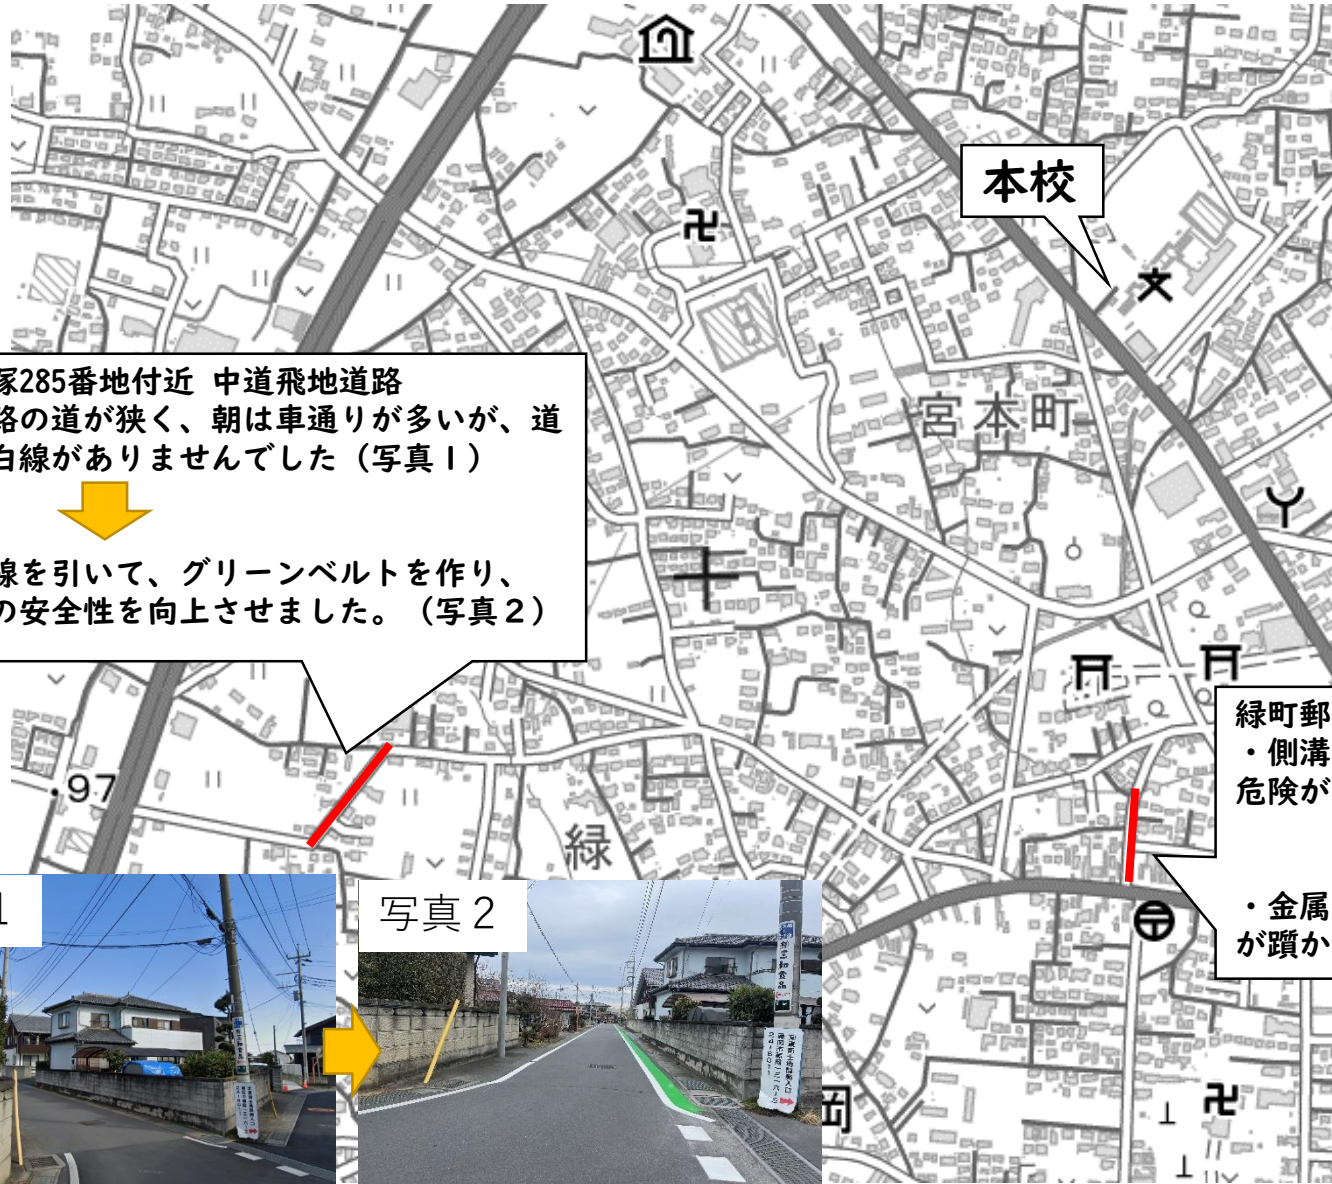 本校
宮本町
塚285番地付近 中道飛地道路
路の道が狭く、朝は車通りが多いが、道
白線がありませんでした（写真１）
線を引いて、グリーンベルトを作り、
の安全性を向上させました。（写真２）
緑町郵
・側溝
危険が
・金属
が躓か
.97
緑
岡
1
写真２